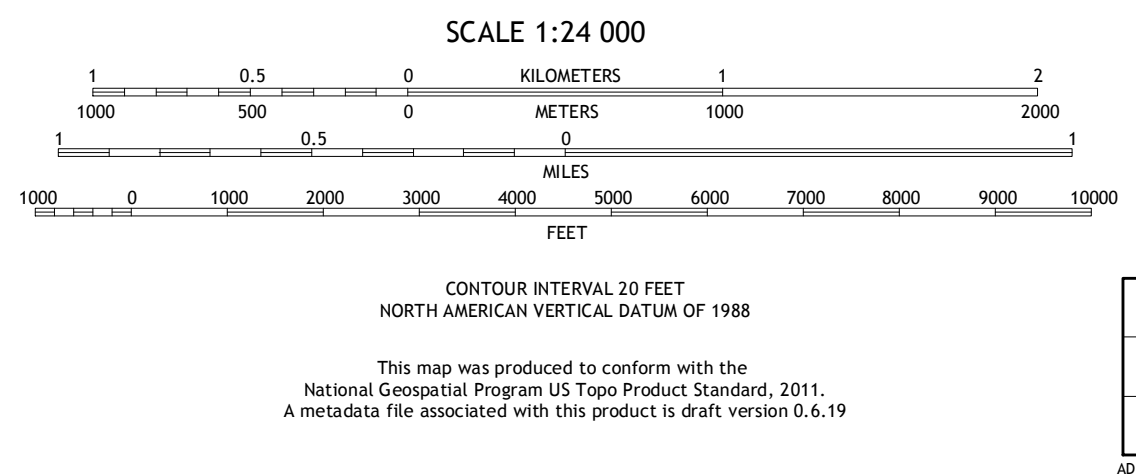 SCALE 1:24 000
1 0.5 0 KILOMETERS 1 2
1000 500 0 METERS 1000 2000
1 0.5 0 1
MILES
1000 0 1000 2000 3000 4000 5000 6000 7000 8000 9000 10000
FEET
CONTOUR INTERVAL 20 FEET
NORTH AMERICAN VERTICAL DATUM OF 1988
This map was produced to conform with the
National Geospatial Program US Topo Product Standard, 2011.
A metadata file associated with this product is draft version 0.6.19
AD